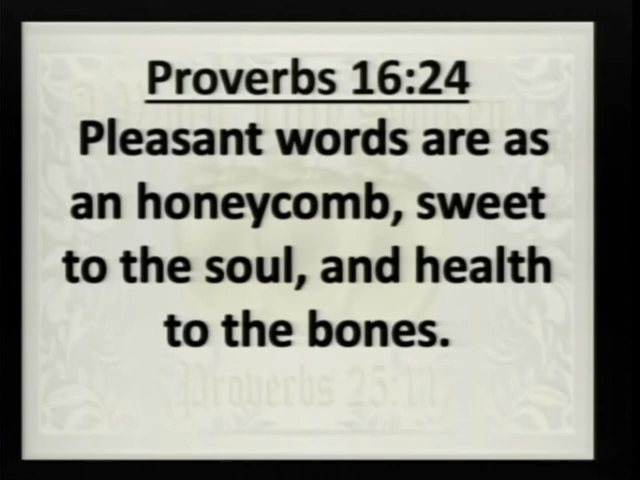 Proverbs 16:24
Pleasant words are as
an honeycomb, sweet
to the soul, and health
to the bones.
Proverbs 25:11